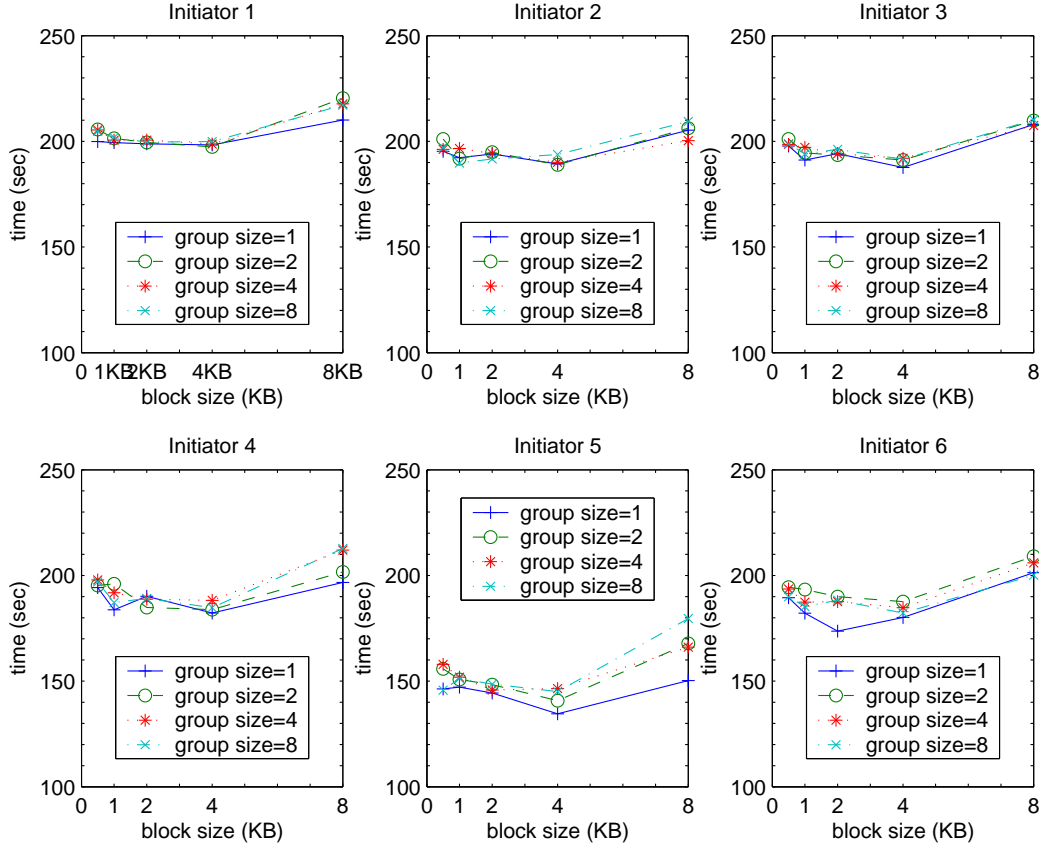 Initiator 1
250
200
150
100
time (sec)
group size=1
group size=2
group size=4
group size=8
0 1KB 2KB 4KB 8KB
block size (KB)
Initiator 2
250
200
150
100
time (sec)
group size=1
group size=2
group size=4
group size=8
0 1 2 4 8
block size (KB)
Initiator 3
250
200
150
100
time (sec)
group size=1
group size=2
group size=4
group size=8
0 1 2 4 8
block size (KB)
Initiator 4
250
200
150
100
time (sec)
group size=1
group size=2
group size=4
group size=8
0 1 2 4 8
block size (KB)
Initiator 5
250
200
150
100
time (sec)
group size=1
group size=2
group size=4
group size=8
0 1 2 4 8
block size (KB)
Initiator 6
250
200
150
100
time (sec)
group size=1
group size=2
group size=4
group size=8
0 1 2 4 8
block size (KB)